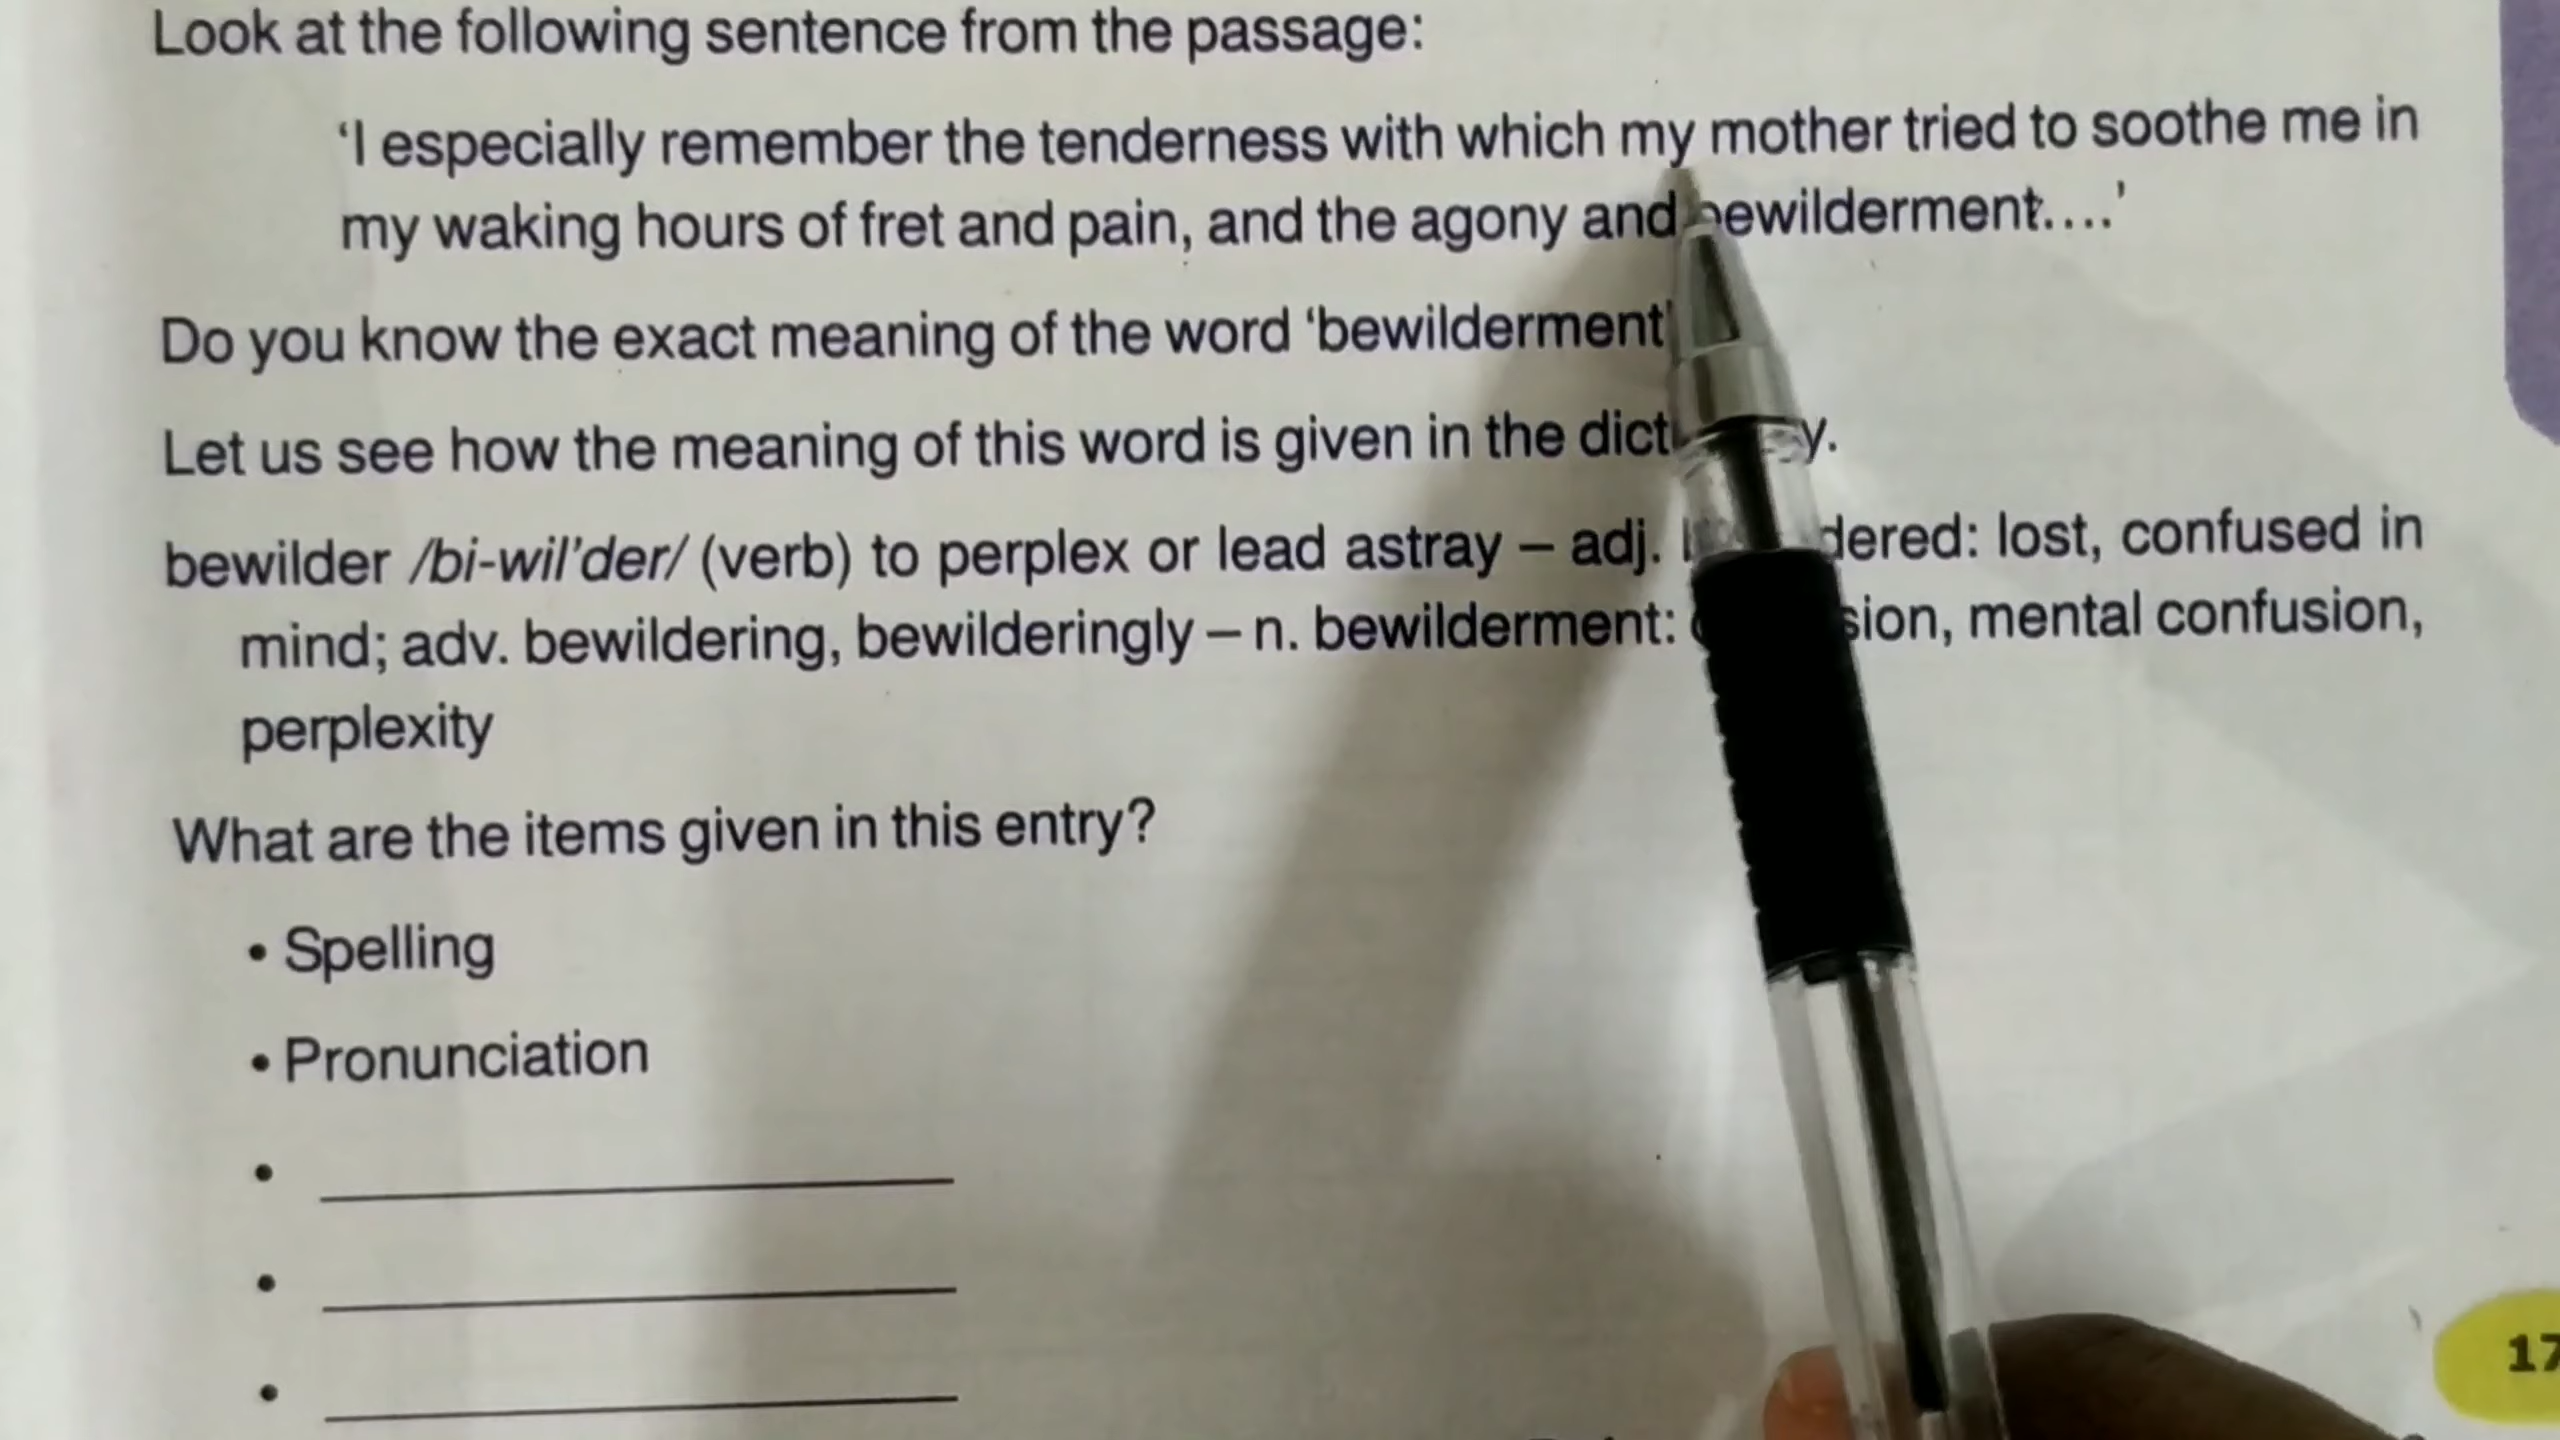 Look at the following sentence from the passage:
‘I especially remember the tenderness with which my mother tried to soothe me in
my waking hours of fret and pain, and the agony and bewilderment....’
Do you know the exact meaning of the word ‘bewilderment’
Let us see how the meaning of this word is given in the
bewilder /bi-wil’der/ (verb) to perplex or lead astray – adj. lost, confused in
mind; adv. bewildering, bewilderingly – n. bewilderment: mental confusion,
perplexity
What are the items given in this entry?
• Spelling
• Pronunciation
•
•
•
17